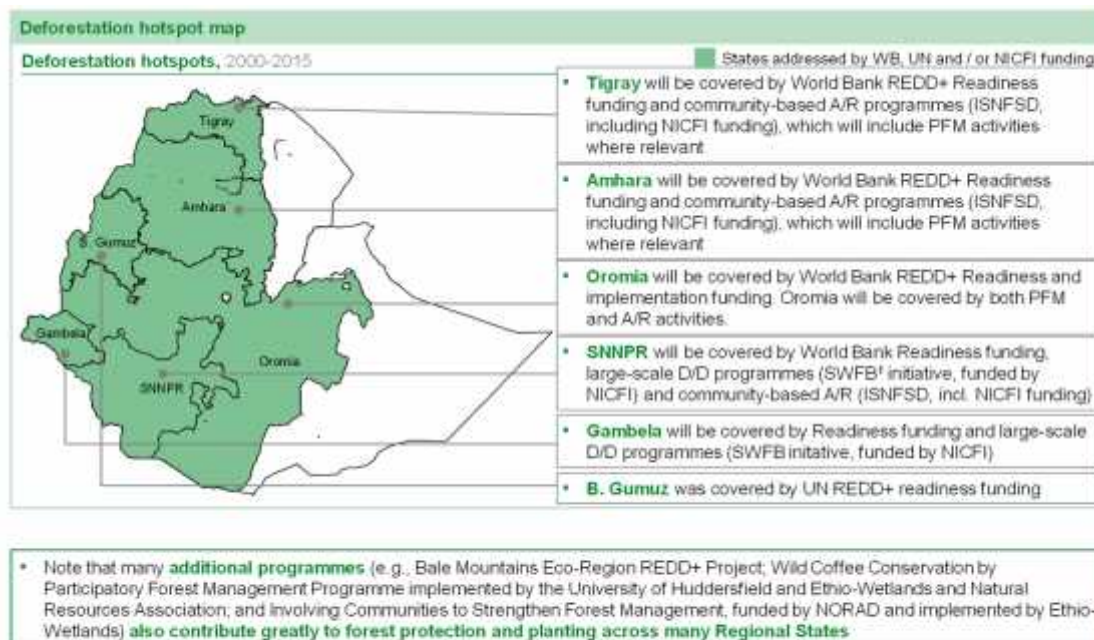 Deforestation hotspot map
Deforestation hotspots, 2000-2015
States addressed by WB, UN and / or NICFI funding
Tigray
Amhara
B. Gumuz
Gambela
SNNPR
Oromia
• Tigray will be covered by World Bank REDD+ Readiness
funding and community-based A/R programmes (ISNFSD,
including NICFI funding), which will include PFM activities
where relevant
• Amhara will be covered by World Bank REDD+ Readiness
funding and community-based A/R programmes (ISNFSD,
including NICFI funding), which will include PFM activities
where relevant
• Oromia will be covered by World Bank REDD+ Readiness and
implementation funding. Oromia will be covered by both PFM
and A/R activities.
• SNNPR will be covered by World Bank Readiness funding,
large-scale D/D programmes (SWFB¹ initiative, funded by
NICFI) and community-based A/R (ISNFSD, incl. NICFI funding)
• Gambela will be covered by Readiness funding and large-scale
D/D programmes (SWFB initative, funded by NICFI)
• B. Gumuz was covered by UN REDD+ readiness funding
• Note that many additional programmes (e.g., Bale Mountains Eco-Region REDD+ Project; Wild Coffee Conservation by
Participatory Forest Management Programme implemented by the University of Huddersfield and Ethio-Wetlands and Natural
Resources Association; and Involving Communities to Strengthen Forest Management, funded by NORAD and implemented by Ethio-
Wetlands) also contribute greatly to forest protection and planting across many Regional States